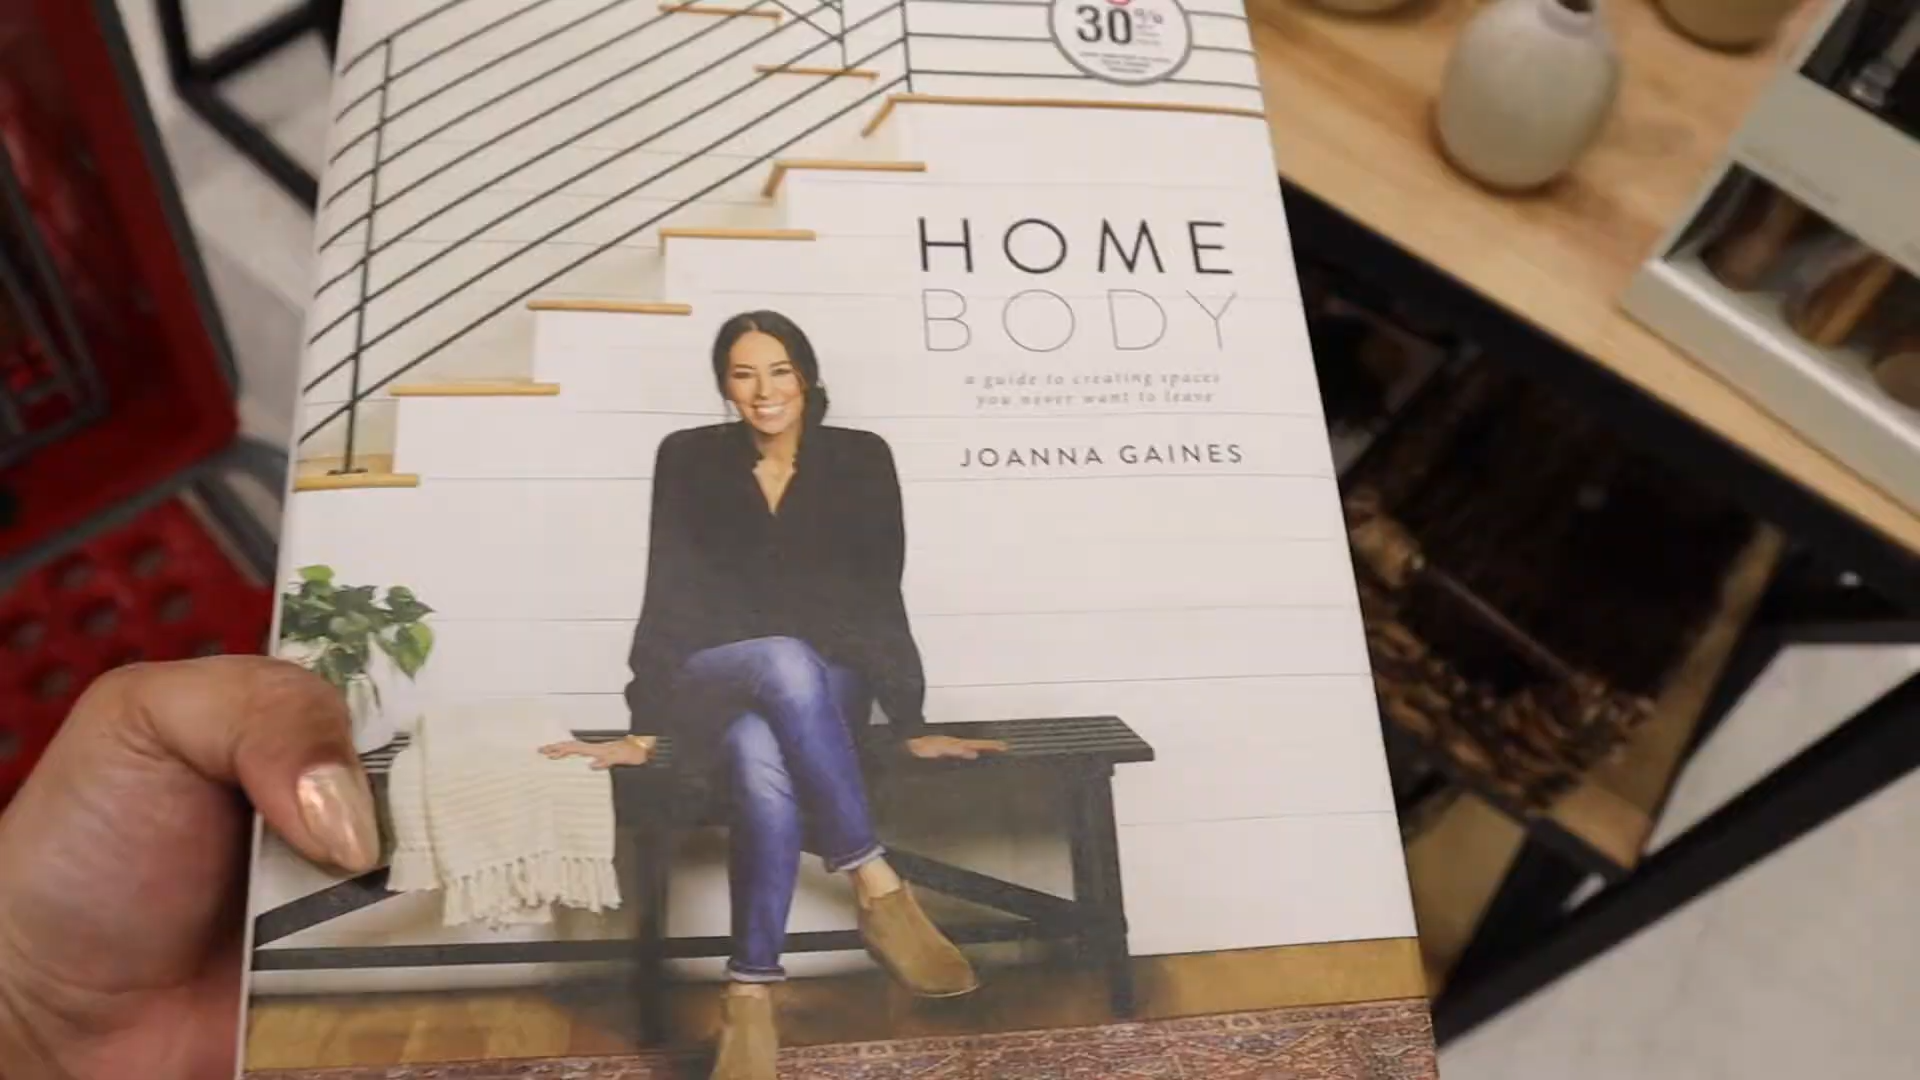 30%
HOME
BODY
a guide to creating spaces
you never want to leave
JOANNA GAINES